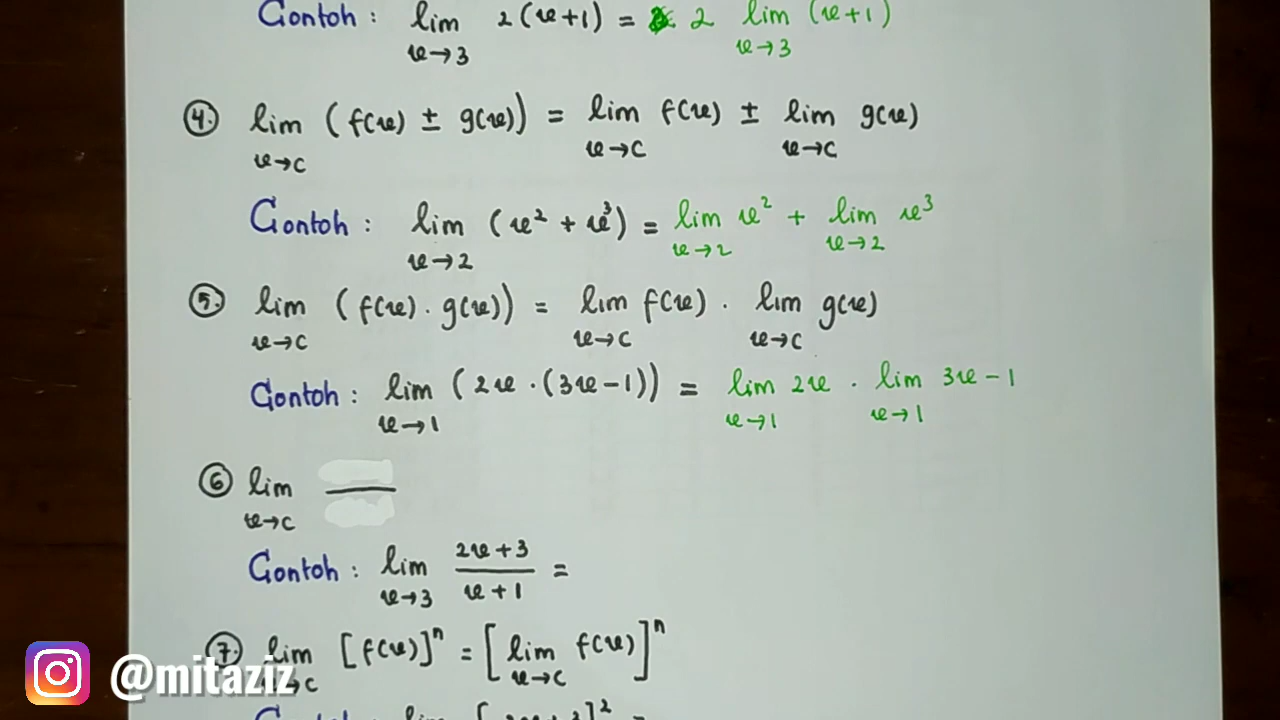 Contoh : lim x→3 2(x+1) = 2 lim x→3 (x+1)
4. lim x→c (f(x) ± g(x)) = lim x→c f(x) ± lim x→c g(x)
Contoh : lim x→2 (x² + x³) = lim x→2 x² + lim x→2 x³
5. lim x→c (f(x) . g(x)) = lim x→c f(x) . lim x→c g(x)
Contoh : lim x→1 (2x . (3x-1)) = lim x→1 2x . lim x→1 3x-1
6 lim x→c
Contoh : lim x→3 (2x+3)/(x+1) =
7. lim x→c [f(x)]ⁿ = [lim x→c f(x)]ⁿ
@mitaziz